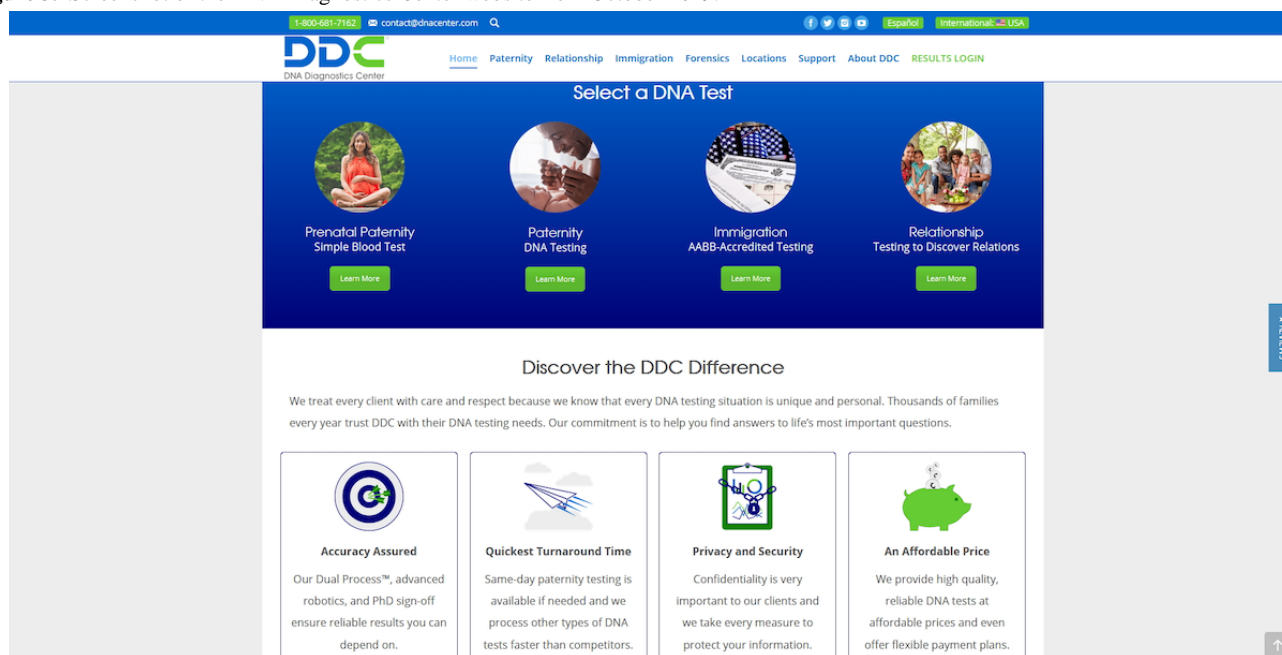 1-800-681-7162 contact@dnacenter.com Español International: USA
DDC
DNA Diagnostics Center
Home Paternity Relationship Immigration Forensics Locations Support About DDC RESULTS LOGIN
Select a DNA Test
Prenatal Paternity
Simple Blood Test
Learn More
Paternity
DNA Testing
Learn More
Immigration
AABB-Accredited Testing
Learn More
Relationship
Testing to Discover Relations
Learn More
Discover the DDC Difference
We treat every client with care and respect because we know that every DNA testing situation is unique and personal. Thousands of families
every year trust DDC with their DNA testing needs. Our commitment is to help you find answers to life's most important questions.
Accuracy Assured
Our Dual Process™, advanced
robotics, and PhD sign-off
ensure reliable results you can
depend on.
Quickest Turnaround Time
Same-day paternity testing is
available if needed and we
process other types of DNA
tests faster than competitors.
Privacy and Security
Confidentiality is very
important to our clients and
we take every measure to
protect your information.
An Affordable Price
We provide high quality,
reliable DNA tests at
affordable prices and even
offer flexible payment plans.